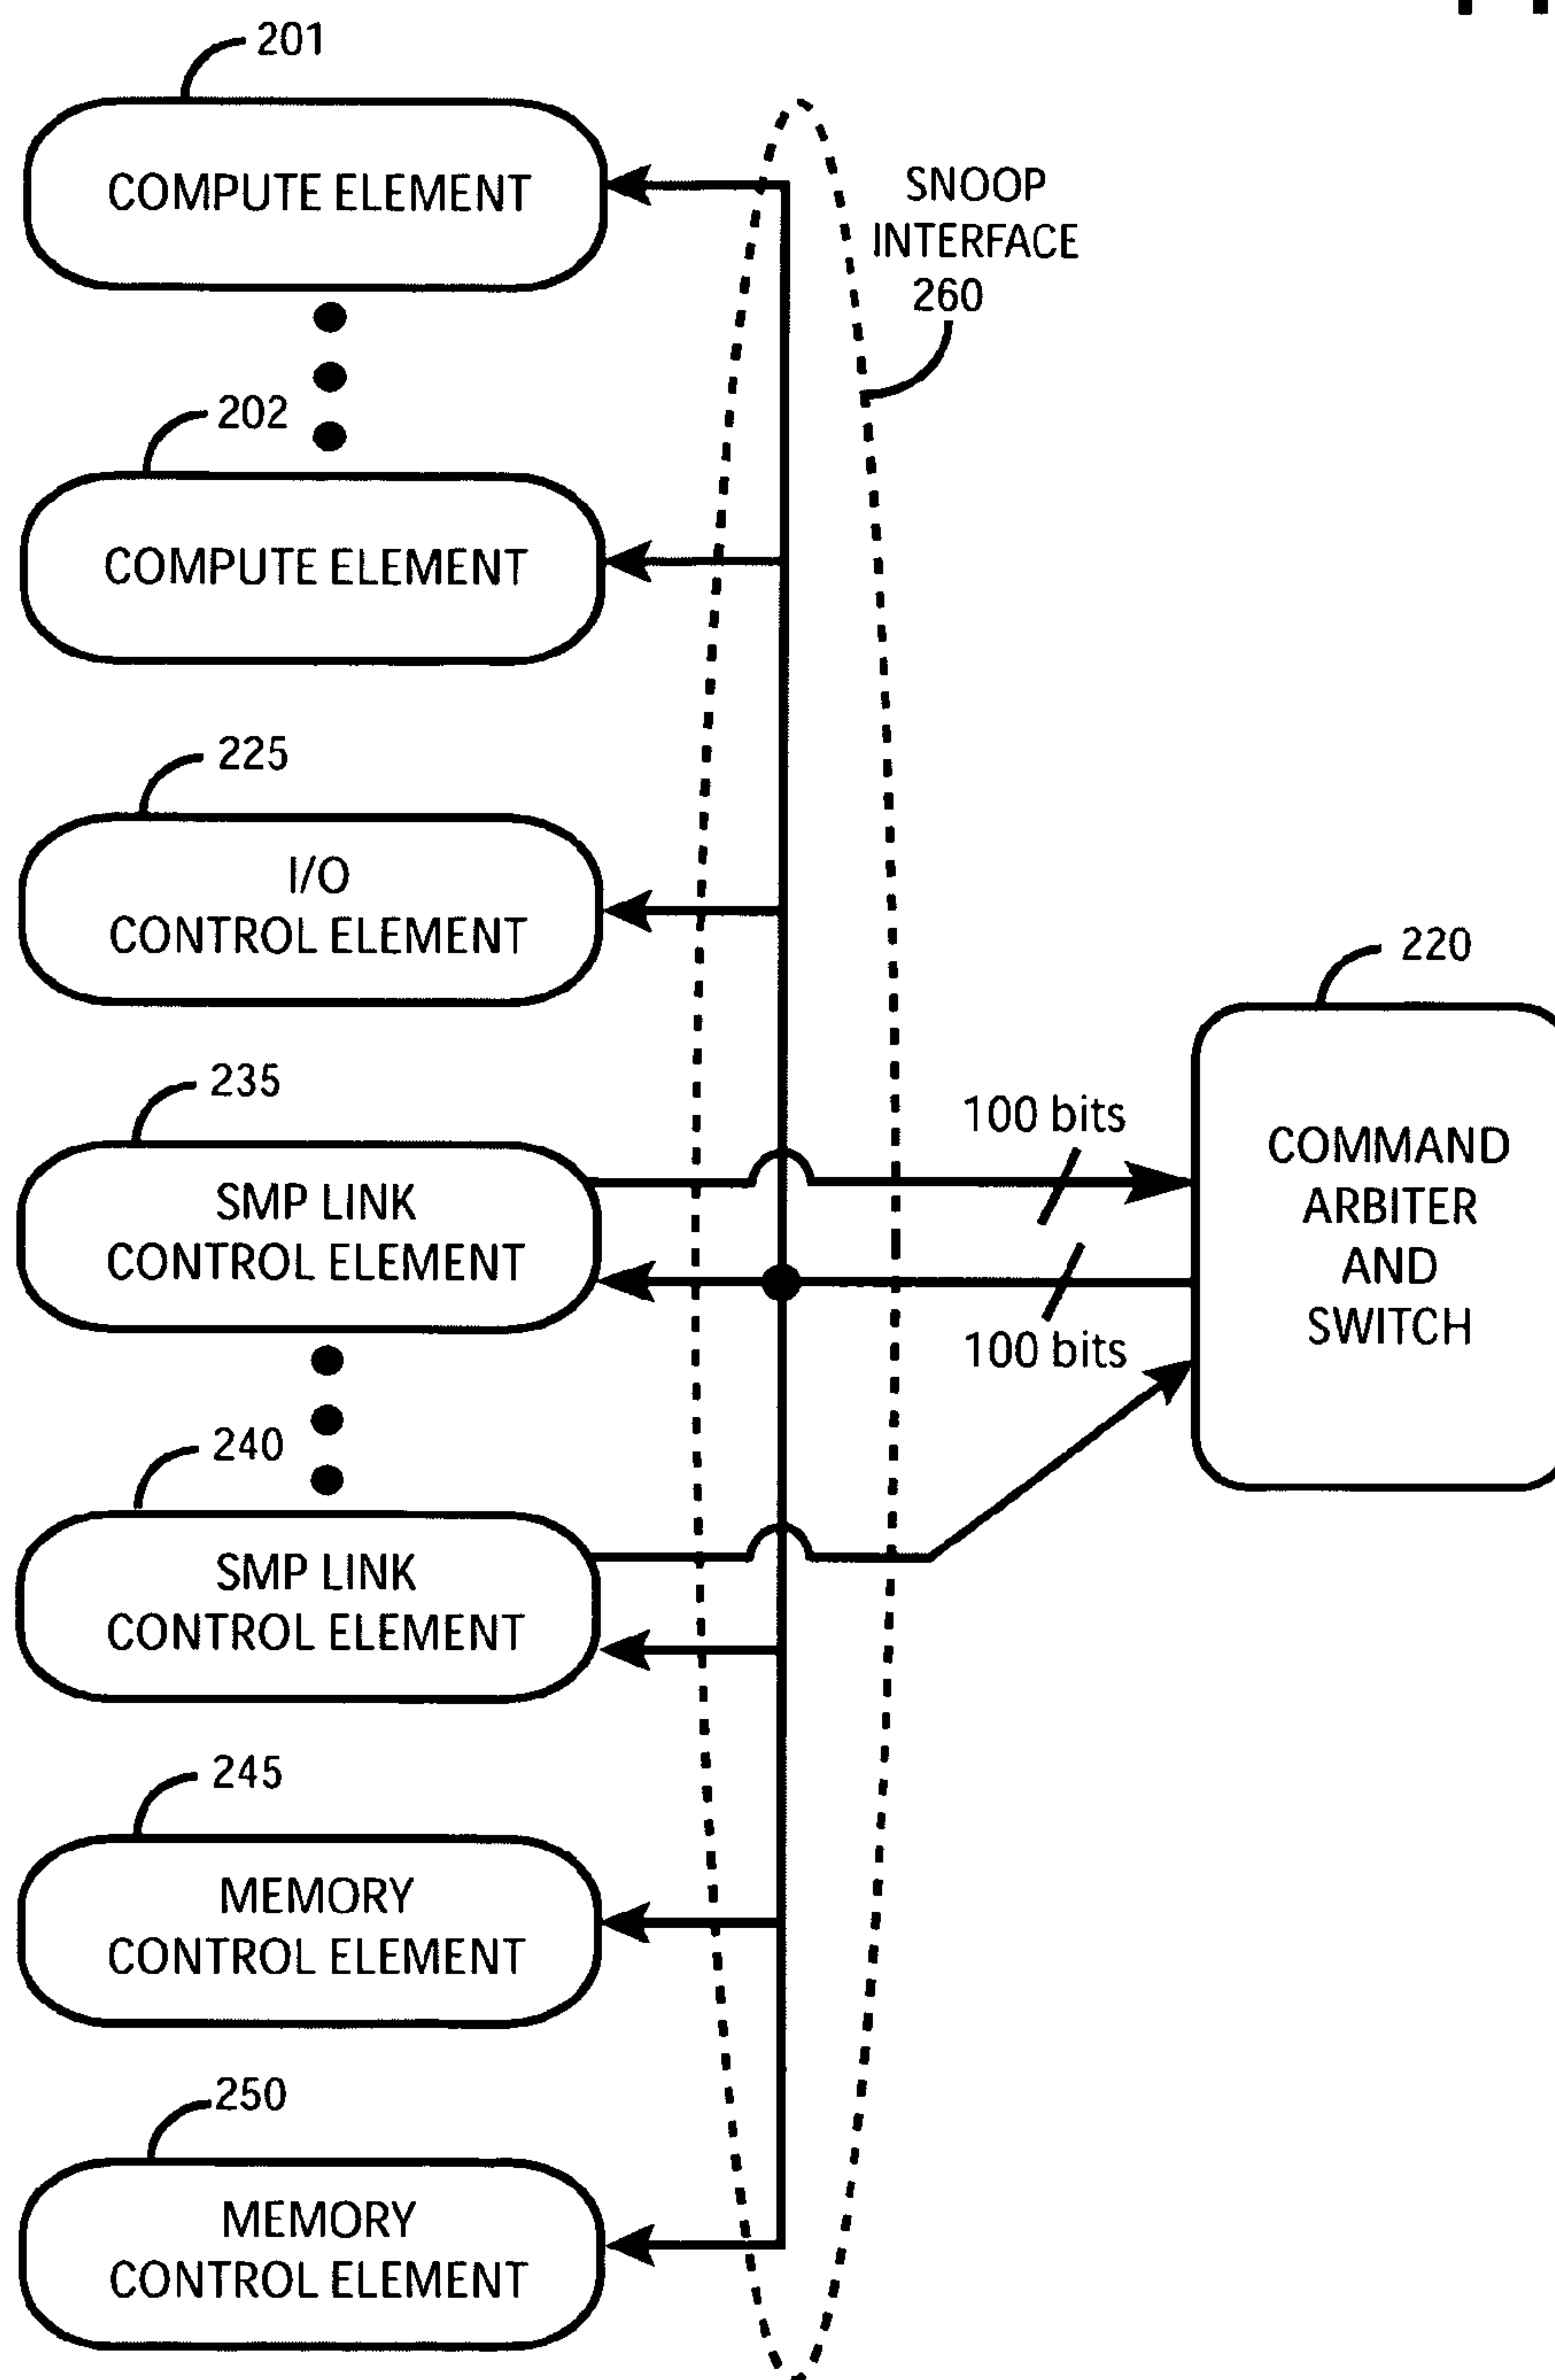 201
COMPUTE ELEMENT
SNOOP
INTERFACE
260
202
COMPUTE ELEMENT
225
I/O
CONTROL ELEMENT
220
235
100 bits
COMMAND
ARBITER
AND
SWITCH
SMP LINK
CONTROL ELEMENT
100 bits
240
SMP LINK
CONTROL ELEMENT
245
MEMORY
CONTROL ELEMENT
250
MEMORY
CONTROL ELEMENT